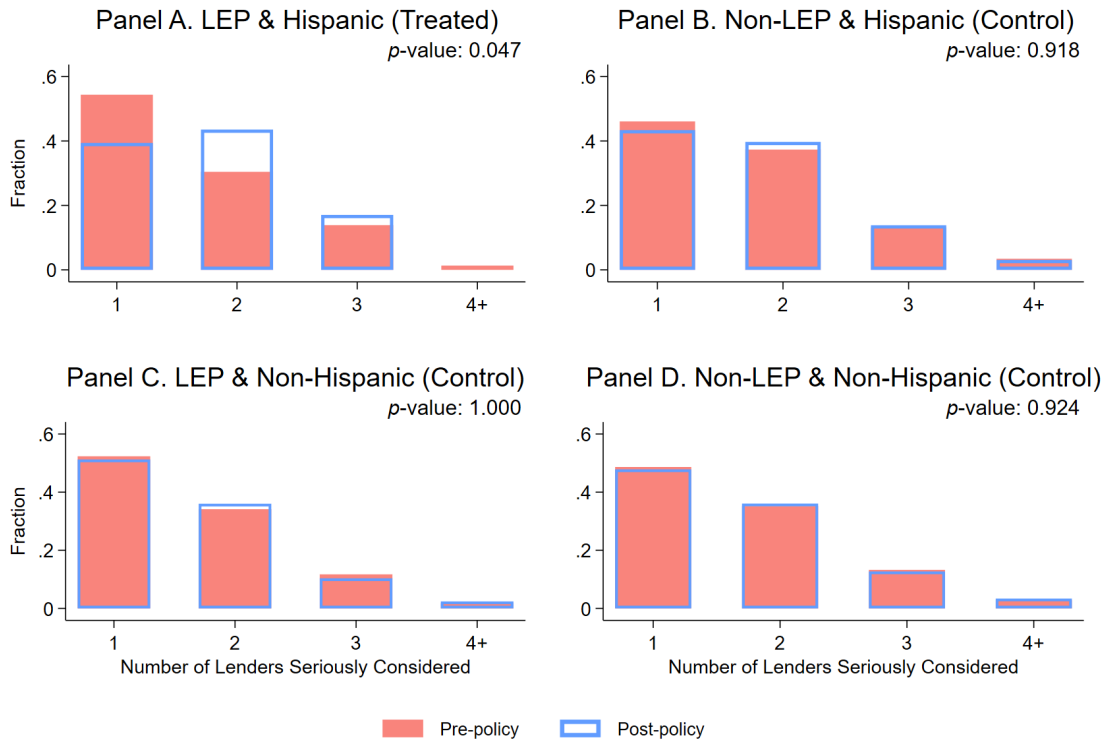 Panel A. LEP & Hispanic (Treated)
p-value: 0.047
.6
.4
.2
0
Fraction
1 2 3 4+
Panel B. Non-LEP & Hispanic (Control)
p-value: 0.918
.6
.4
.2
0
1 2 3 4+
Panel C. LEP & Non-Hispanic (Control)
p-value: 1.000
.6
.4
.2
0
Fraction
1 2 3 4+
Number of Lenders Seriously Considered
Panel D. Non-LEP & Non-Hispanic (Control)
p-value: 0.924
.6
.4
.2
0
1 2 3 4+
Number of Lenders Seriously Considered
Pre-policy Post-policy